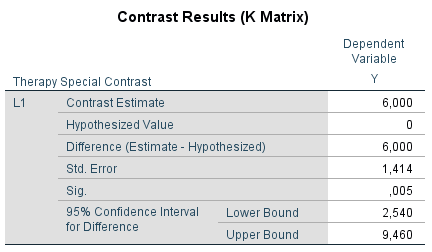 Contrast Results (K Matrix)
Dependent
Variable
Therapy Special Contrast Y
L1 Contrast Estimate 6,000
Hypothesized Value 0
Difference (Estimate - Hypothesized) 6,000
Std. Error 1,414
Sig. ,005
95% Confidence Interval
for Difference
Lower Bound 2,540
Upper Bound 9,460